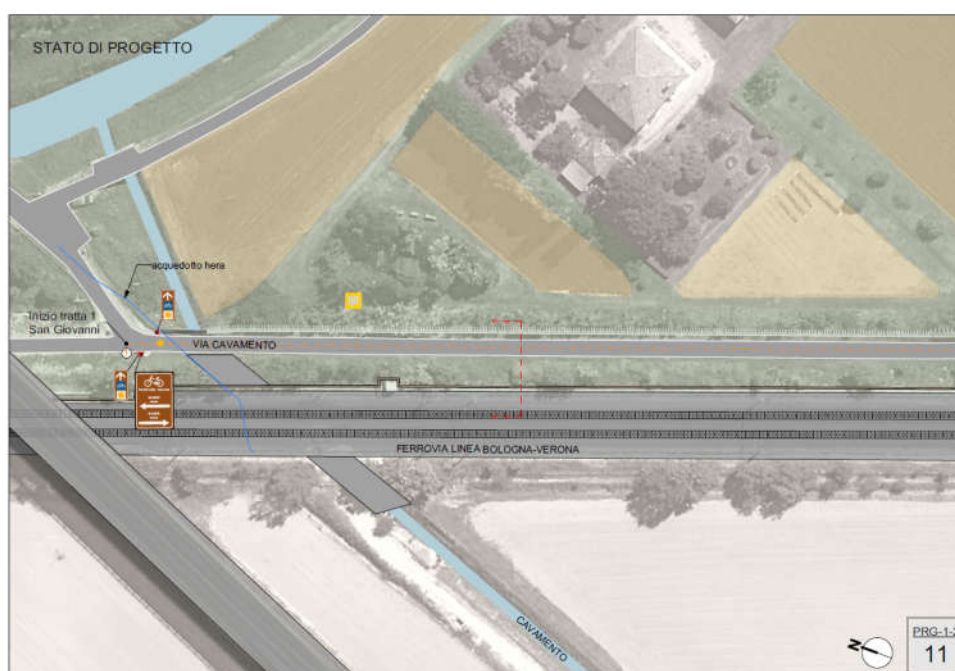 STATO DI PROGETTO
acquedotto hera
Inizio tratta 1
San Giovanni
VIA CAVAMENTO
FERROVIA LINEA BOLOGNA-VERONA
CAVAMENTO
N
PRG-1-2
11